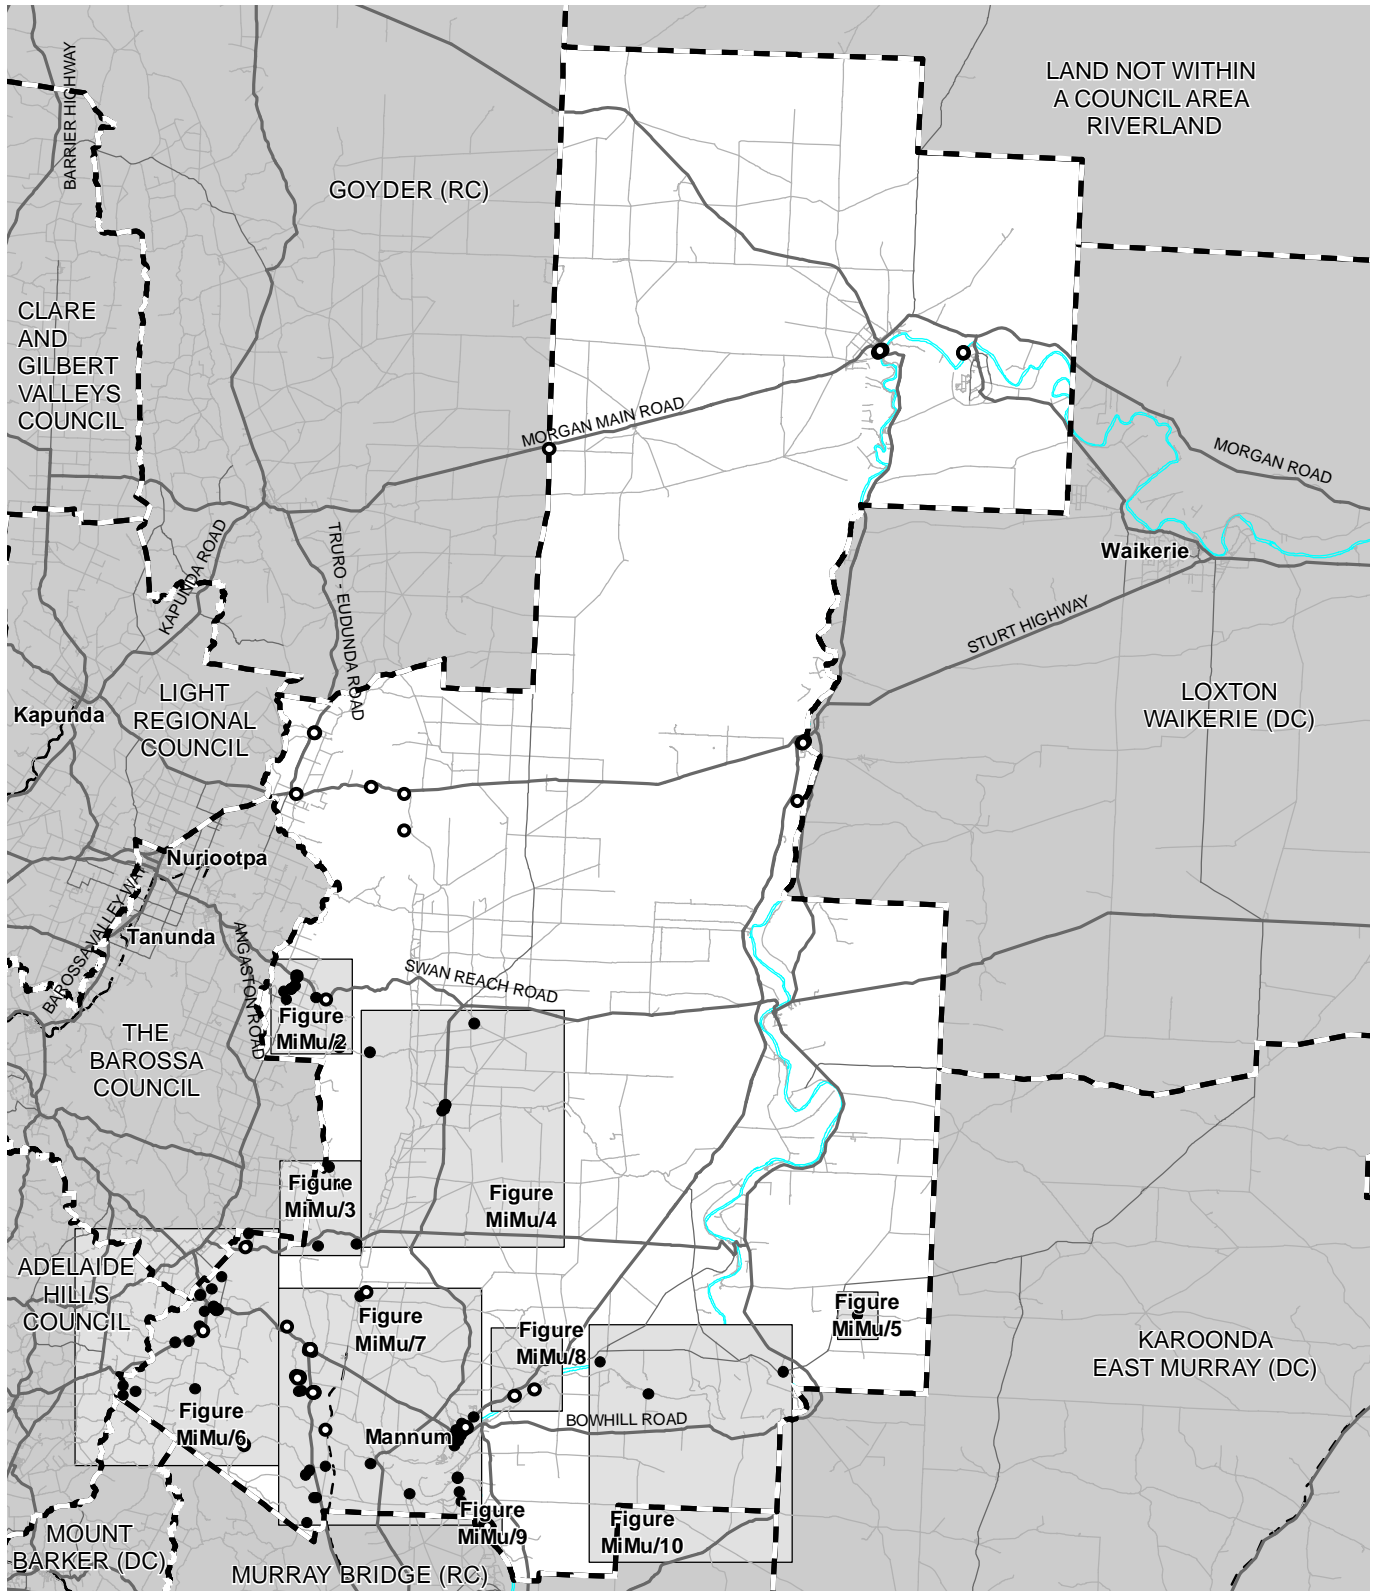 LAND NOT WITHIN
A COUNCIL AREA
RIVERLAND
BARRIER HIGHWAY
GOYDER (RC)
CLARE
AND
GILBERT
VALLEYS
COUNCIL
MORGAN MAIN ROAD
MORGAN ROAD
KAPUNDA ROAD
TRURO - EUDUNDA ROAD
Waikerie
STURT HIGHWAY
LIGHT
REGIONAL
COUNCIL
Kapunda
LOXTON
WAIKERIE (DC)
Nuriootpa
BAROSSA VALLEY WAY
Tanunda
ANGASTON ROAD
SWAN REACH ROAD
Figure
MiMu/2
THE
BAROSSA
COUNCIL
Figure
MiMu/3
Figure
MiMu/4
ADELAIDE
HILLS
COUNCIL
Figure
MiMu/5
Figure
MiMu/7
Figure
MiMu/8
KAROONDA
EAST MURRAY (DC)
Figure
MiMu/6
Mannum
BOWHILL ROAD
Figure
MiMu/9
Figure
MiMu/10
MOUNT
BARKER (DC)
MURRAY BRIDGE (RC)